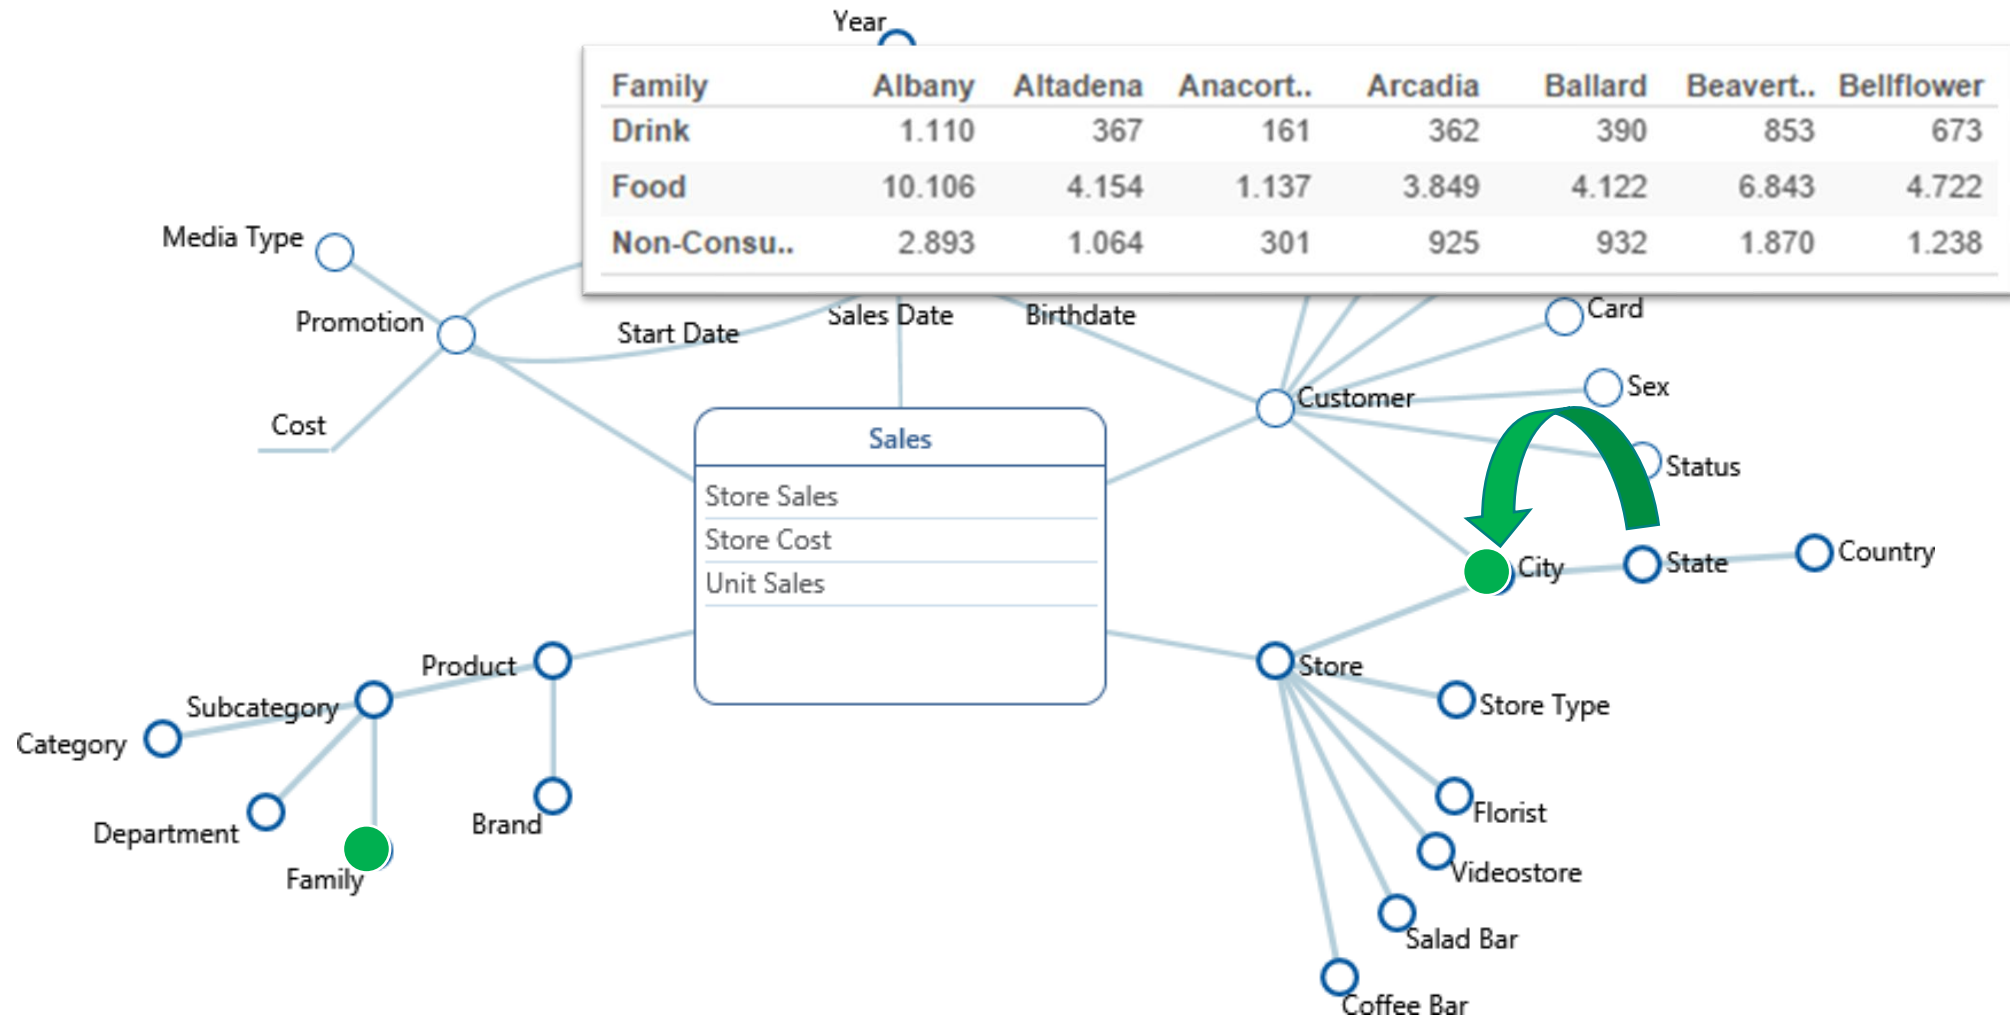 Year
Family Albany Altadena Anacort.. Arcadia Ballard Beavert.. Bellflower
Drink 1.110 367 161 362 390 853 673
Food 10.106 4.154 1.137 3.849 4.122 6.843 4.722
Non-Consu.. 2.893 1.064 301 925 932 1.870 1.238
Media Type
Promotion
Start Date
Sales Date
Birthdate
Card
Cost
Customer
Sex
Status
Sales
Store Sales
Store Cost
Unit Sales
City
State
Country
Product
Subcategory
Category
Department
Family
Brand
Store
Store Type
Florist
Videostore
Salad Bar
Coffee Bar